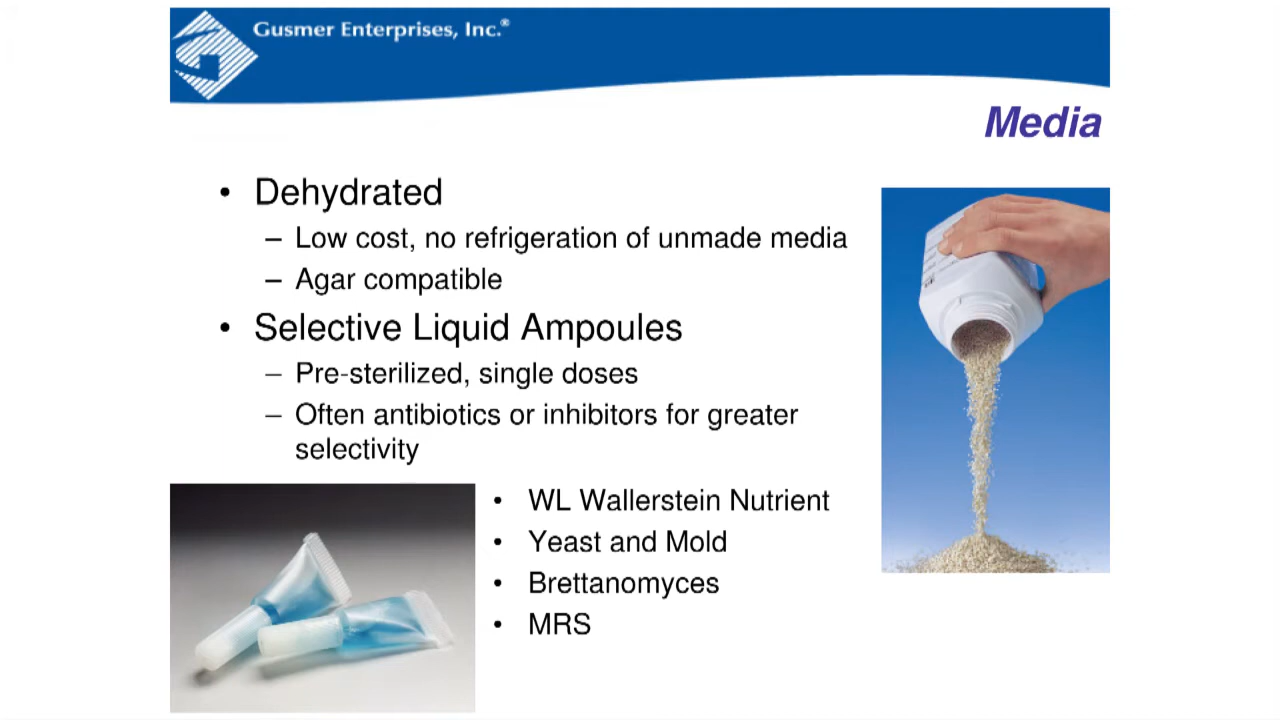 Gusmer Enterprises, Inc.®
Media
• Dehydrated
– Low cost, no refrigeration of unmade media
– Agar compatible
• Selective Liquid Ampoules
– Pre-sterilized, single doses
– Often antibiotics or inhibitors for greater
selectivity
• WL Wallerstein Nutrient
• Yeast and Mold
• Brettanomyces
• MRS